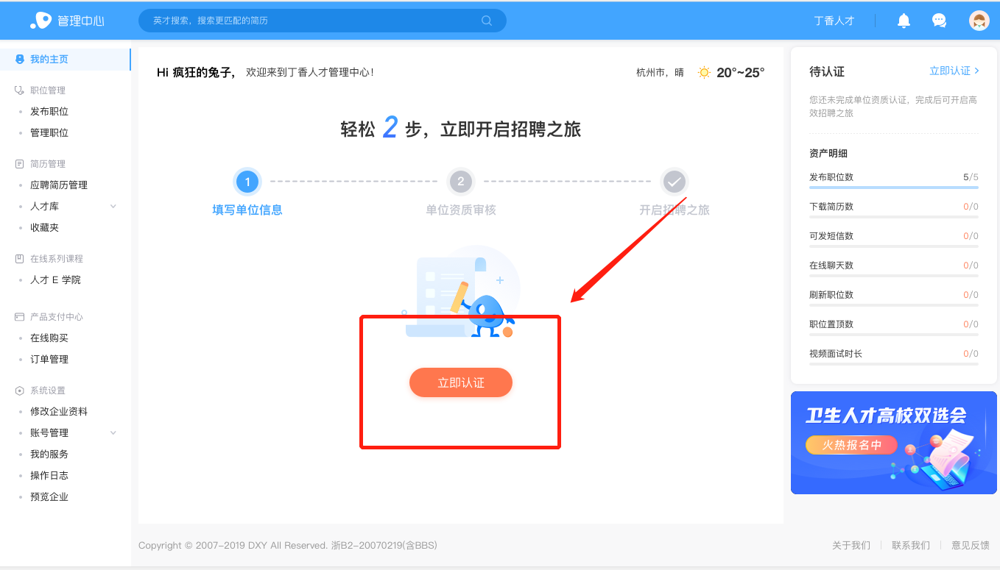 管理中心
英才搜索，搜索更匹配的简历
丁香人才
我的主页
职位管理
发布职位
管理职位
简历管理
应聘简历管理
人才库
收藏夹
在线系列课程
人才 E 学院
产品支付中心
在线购买
订单管理
系统设置
修改企业资料
账号管理
我的服务
操作日志
预览企业
Hi 疯狂的兔子， 欢迎来到丁香人才管理中心！
杭州市，晴 20°~25°
轻松 2 步，立即开启招聘之旅
1 2
填写单位信息 单位资质审核 开启招聘之旅
立即认证
待认证 立即认证
您还未完成单位资质认证，完成后可开启高
效招聘之旅
资产明细
发布职位数 5/5
下载简历数 0/0
可发短信数 0/0
在线聊天数 0/0
刷新职位数 0/0
职位置顶数 0/0
视频面试时长 0/0
卫生人才高校双选会
火热报名中
Copyright © 2007-2019 DXY All Reserved. 浙B2-20070219(含BBS)
关于我们 联系我们 意见反馈